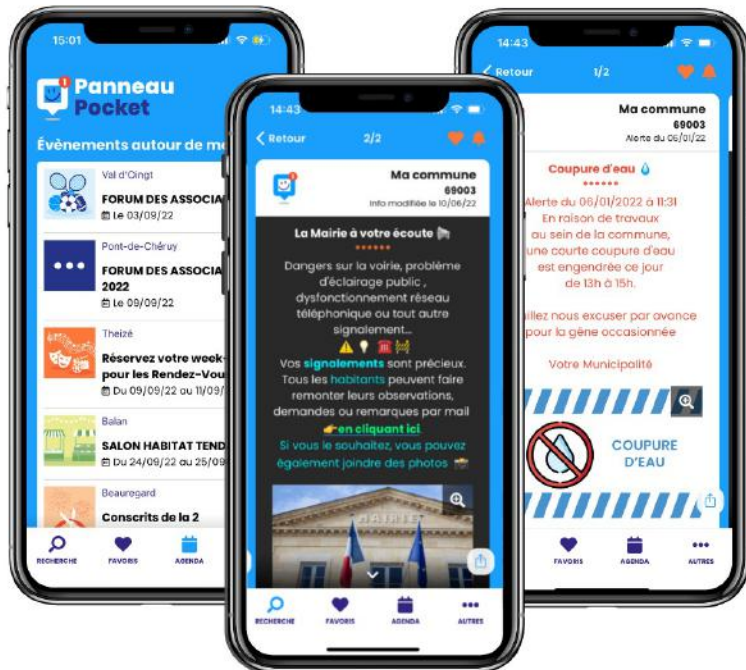 15:01
Panneau
Pocket
Évènements autour de m
Val d'Oingt
FORUM DES ASSOCIA
Le 03/09/22
Pont-de-Chéruy
FORUM DES ASSOCIA
2022
Le 09/09/22
Theizé
Réservez votre week-
pour les Rendez-Vou
Du 09/09/22 au 11/09/
Balan
SALON HABITAT TEND
Du 24/09/22 au 25/09
Beauregard
Conscrits de la 2
RECHERCHE
FAVORIS
AGENDA
14:43
Retour
2/2
Ma commune
69003
Info modifiée le 10/06/22
La Mairie à votre écoute
Dangers sur la voirie, problème
d'éclairage public ,
dysfonctionnement réseau
téléphonique ou tout autre
signalement...
Vos signalements sont précieux.
Tous les habitants peuvent faire
remonter leurs observations,
demandes ou remarques par mail
en cliquant ici.
Si vous le souhaitez, vous pouvez
également joindre des photos
MAIRIE
RECHERCHE
FAVORIS
AGENDA
AUTRES
14:43
Retour
1/2
Ma commune
69003
Alerte du 06/01/22
Coupure d'eau
Alerte du 06/01/2022 à 11:31
En raison de travaux
au sein de la commune,
une courte coupure d'eau
est engendrée ce jour
de 13h à 15h.
illez nous excuser par avance
pour la gêne occasionnée
Votre Municipalité
COUPURE
D'EAU
FAVORIS
AGENDA
AUTRES